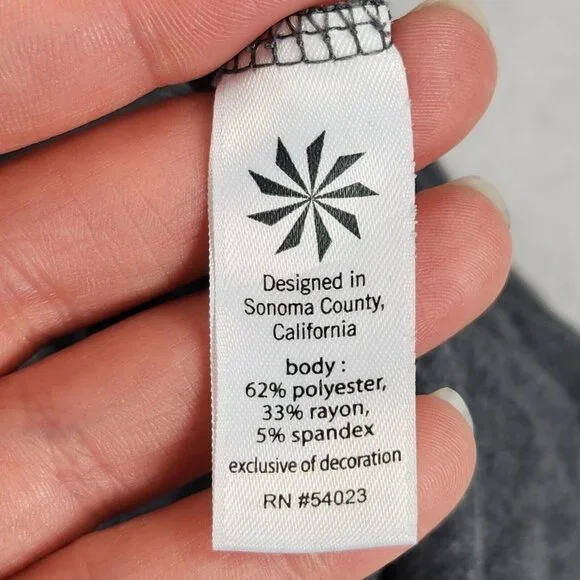 Designed in
Sonoma County,
California
body :
62% polyester,
33% rayon,
5% spandex
exclusive of decoration
RN #54023